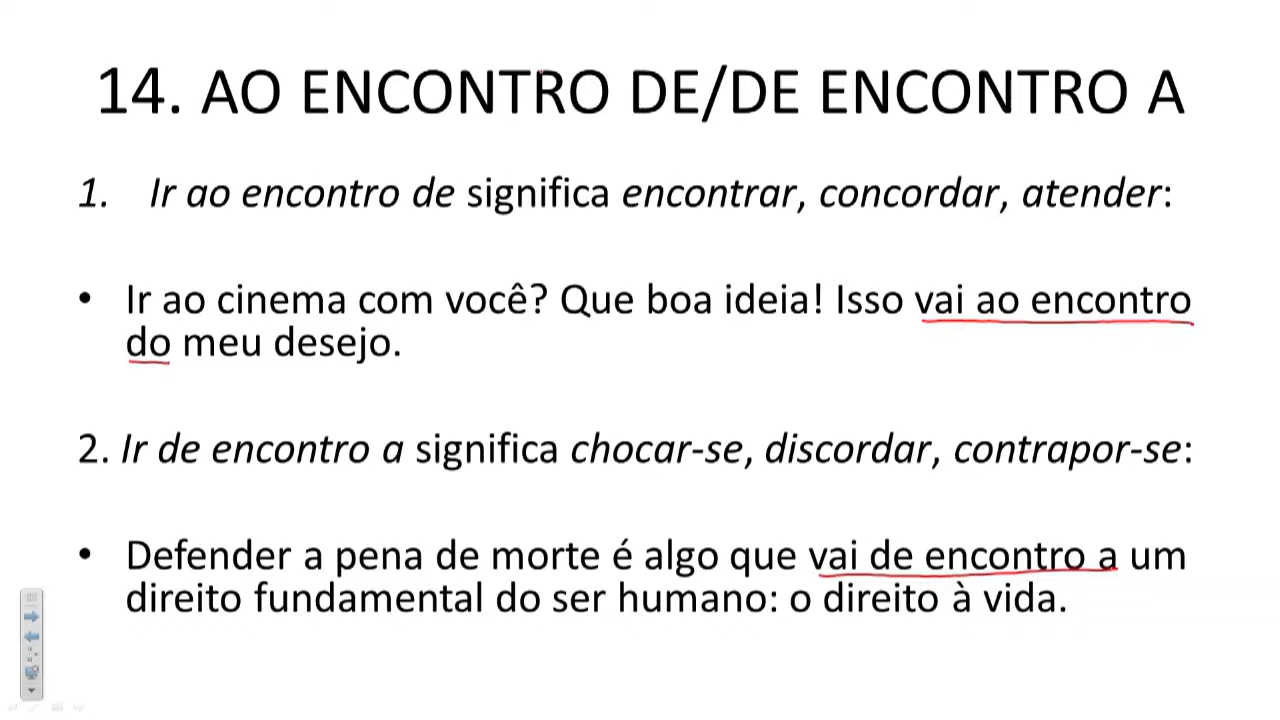 14. AO ENCONTRO DE/DE ENCONTRO A
1. Ir ao encontro de significa encontrar, concordar, atender:
• Ir ao cinema com você? Que boa ideia! Isso vai ao encontro
do meu desejo.
2. Ir de encontro a significa chocar-se, discordar, contrapor-se:
• Defender a pena de morte é algo que vai de encontro a um
direito fundamental do ser humano: o direito à vida.